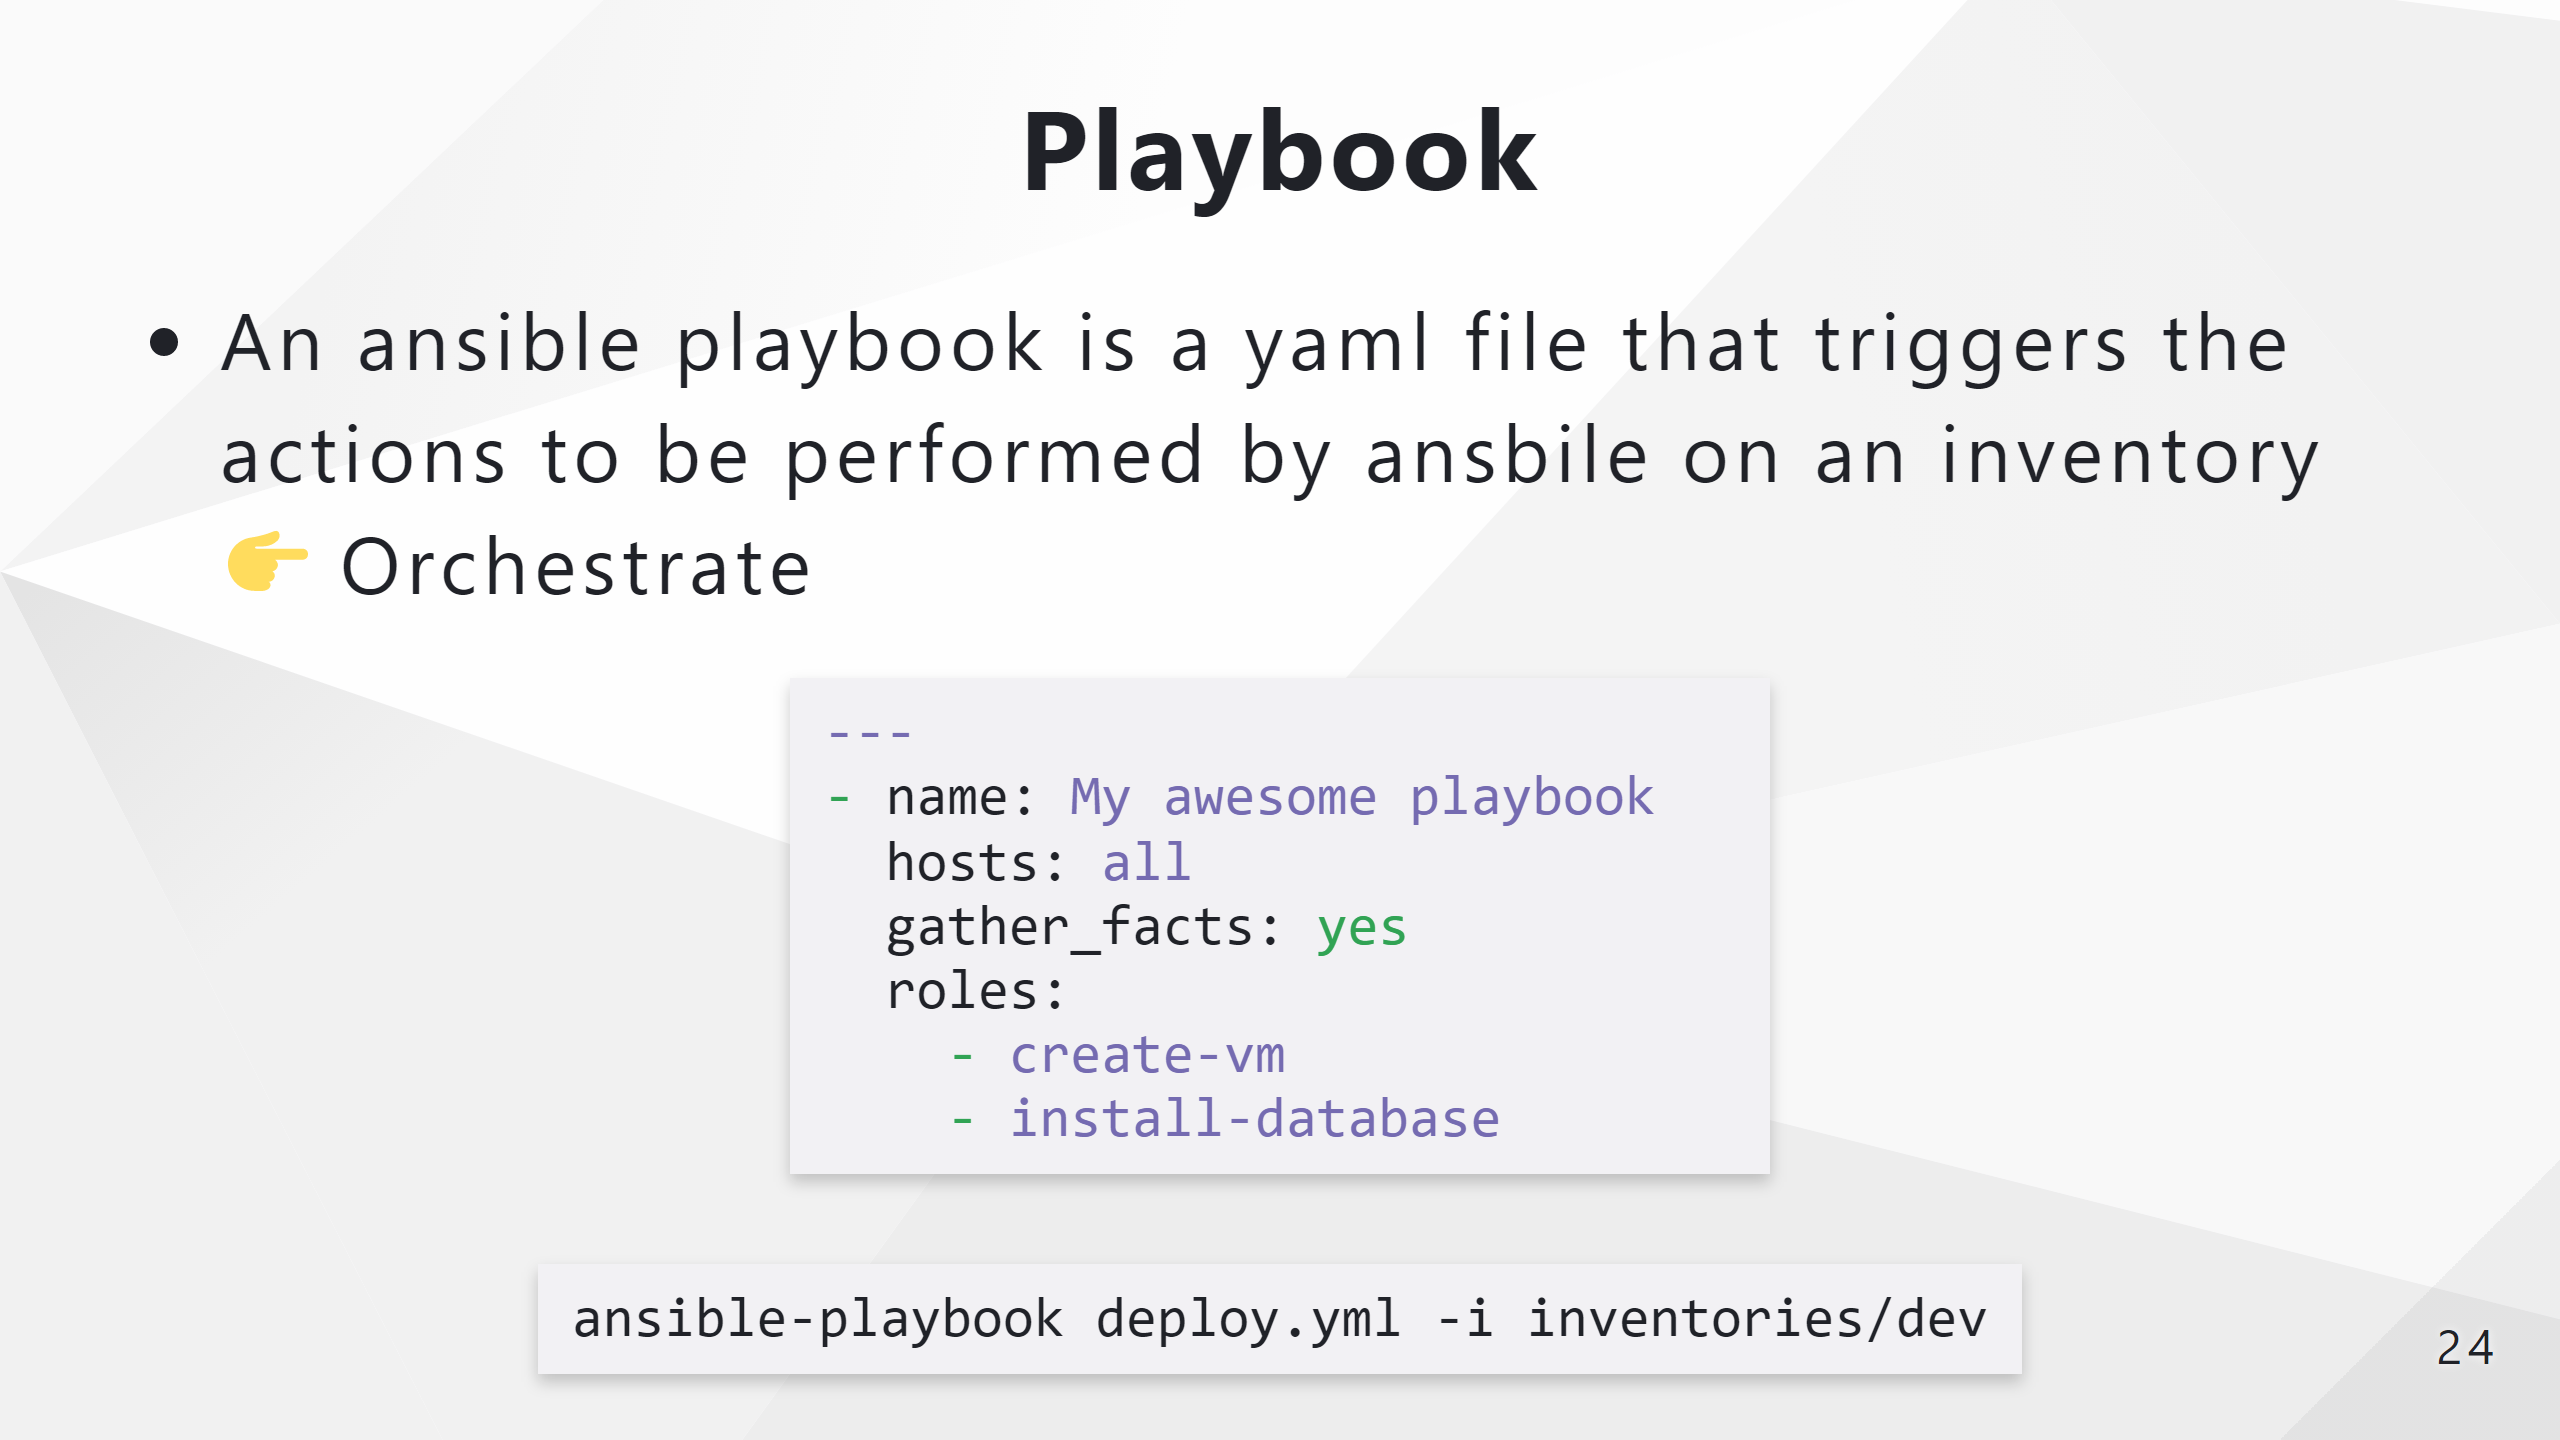 Playbook
• An ansible playbook is a yaml file that triggers the
actions to be performed by ansbile on an inventory
👉 Orchestrate
---
- name: My awesome playbook
  hosts: all
  gather_facts: yes
  roles:
    - create-vm
    - install-database
ansible-playbook deploy.yml -i inventories/dev
24